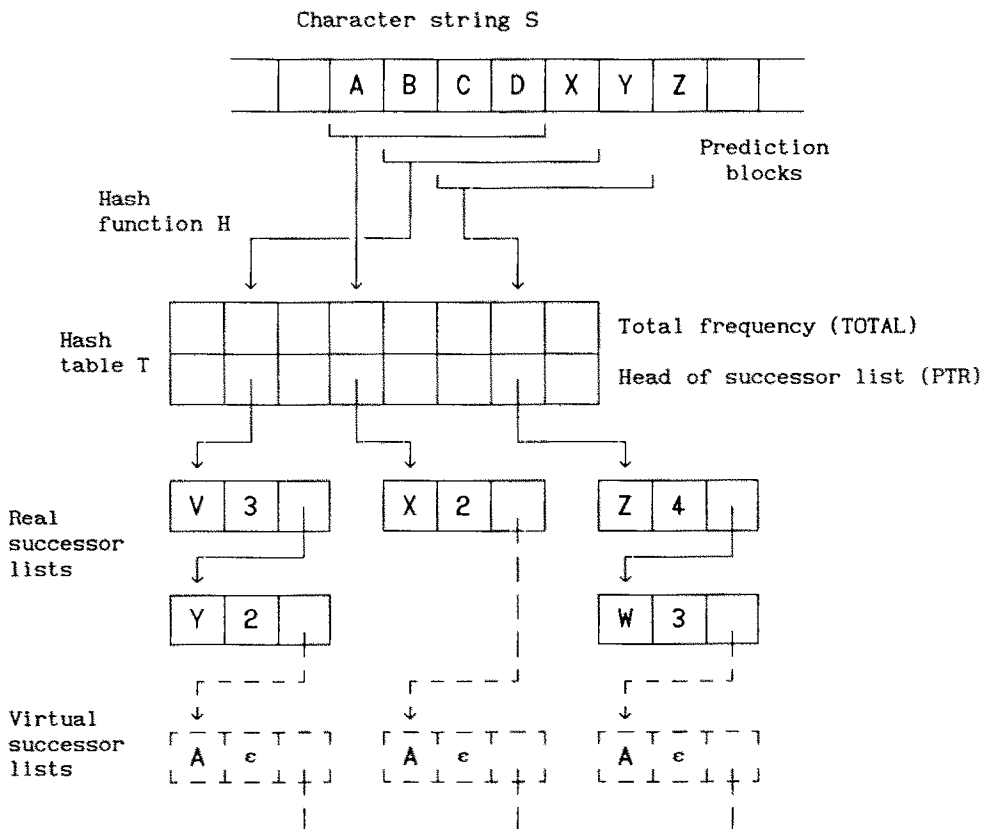 Character string S
A B C D X Y Z
Prediction
blocks
Hash
function H
Hash
table T
Total frequency (TOTAL)
Head of successor list (PTR)
Real
successor
lists
V 3
X 2
Z 4
Y 2
W 3
Virtual
successor
lists
A ε
A ε
A ε